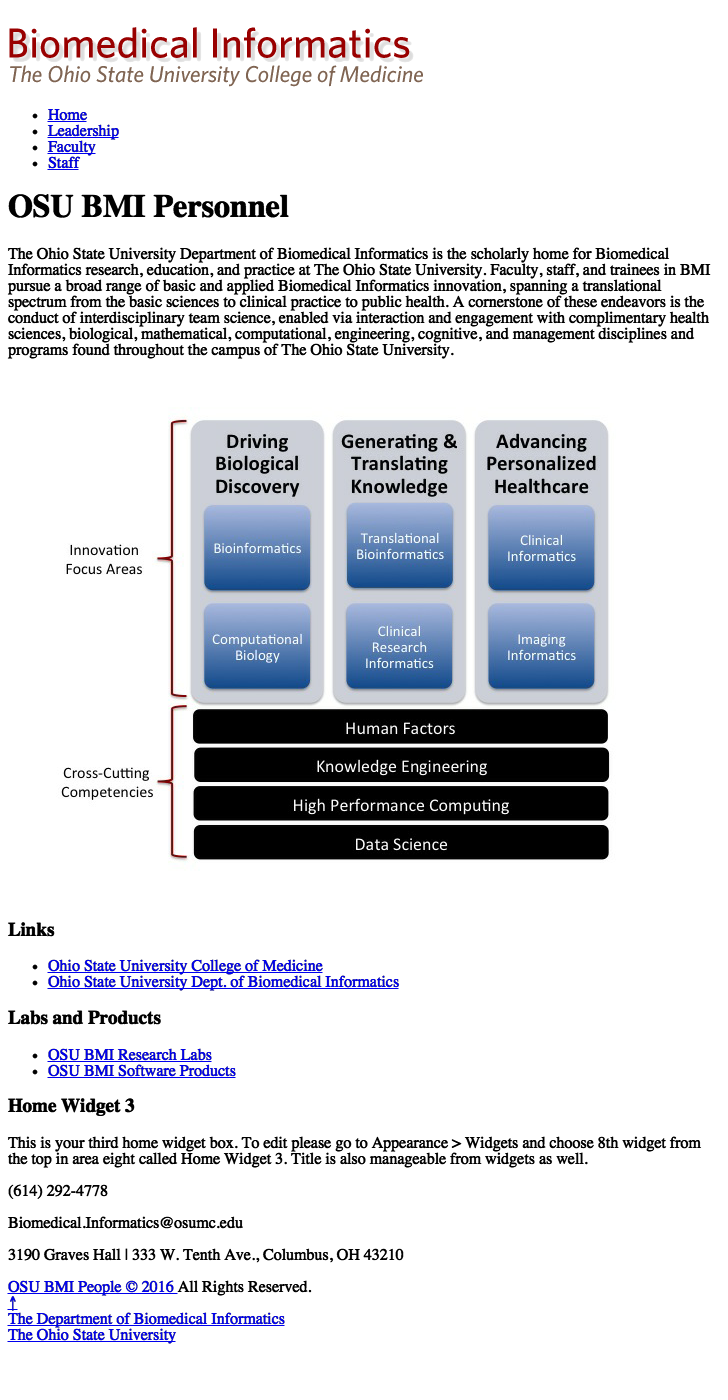 Biomedical Informatics
The Ohio State University College of Medicine
Home
Leadership
Faculty
Staff
OSU BMI Personnel
The Ohio State University Department of Biomedical Informatics is the scholarly home for Biomedical
Informatics research, education, and practice at The Ohio State University. Faculty, staff, and trainees in BMI
pursue a broad range of basic and applied Biomedical Informatics innovation, spanning a translational
spectrum from the basic sciences to clinical practice to public health. A cornerstone of these endeavors is the
conduct of interdisciplinary team science, enabled via interaction and engagement with complimentary health
sciences, biological, mathematical, computational, engineering, cognitive, and management disciplines and
programs found throughout the campus of The Ohio State University.
Innovation
Focus Areas
Driving
Biological
Discovery
Bioinformatics
Computational
Biology
Generating &
Translating
Knowledge
Translational
Bioinformatics
Clinical
Research
Informatics
Advancing
Personalized
Healthcare
Clinical
Informatics
Imaging
Informatics
Cross-Cutting
Competencies
Human Factors
Knowledge Engineering
High Performance Computing
Data Science
Links
Ohio State University College of Medicine
Ohio State University Dept. of Biomedical Informatics
Labs and Products
OSU BMI Research Labs
OSU BMI Software Products
Home Widget 3
This is your third home widget box. To edit please go to Appearance > Widgets and choose 8th widget from
the top in area eight called Home Widget 3. Title is also manageable from widgets as well.
(614) 292-4778
Biomedical.Informatics@osumc.edu
3190 Graves Hall | 333 W. Tenth Ave., Columbus, OH 43210
OSU BMI People © 2016 All Rights Reserved.
↑
The Department of Biomedical Informatics
The Ohio State University